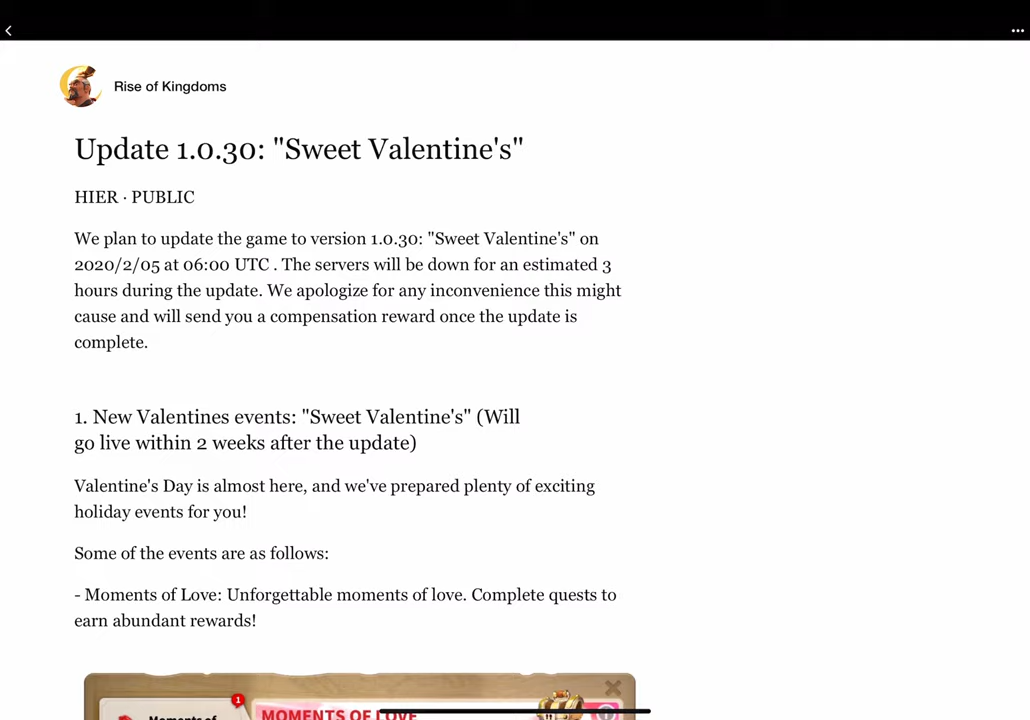 Rise of Kingdoms
Update 1.0.30: "Sweet Valentine's"
HIER · PUBLIC
We plan to update the game to version 1.0.30: "Sweet Valentine's" on
2020/2/05 at 06:00 UTC . The servers will be down for an estimated 3
hours during the update. We apologize for any inconvenience this might
cause and will send you a compensation reward once the update is
complete.
1. New Valentines events: "Sweet Valentine's" (Will
go live within 2 weeks after the update)
Valentine's Day is almost here, and we've prepared plenty of exciting
holiday events for you!
Some of the events are as follows:
- Moments of Love: Unforgettable moments of love. Complete quests to
earn abundant rewards!
1
Moments of
MOMENTS OF LOVE